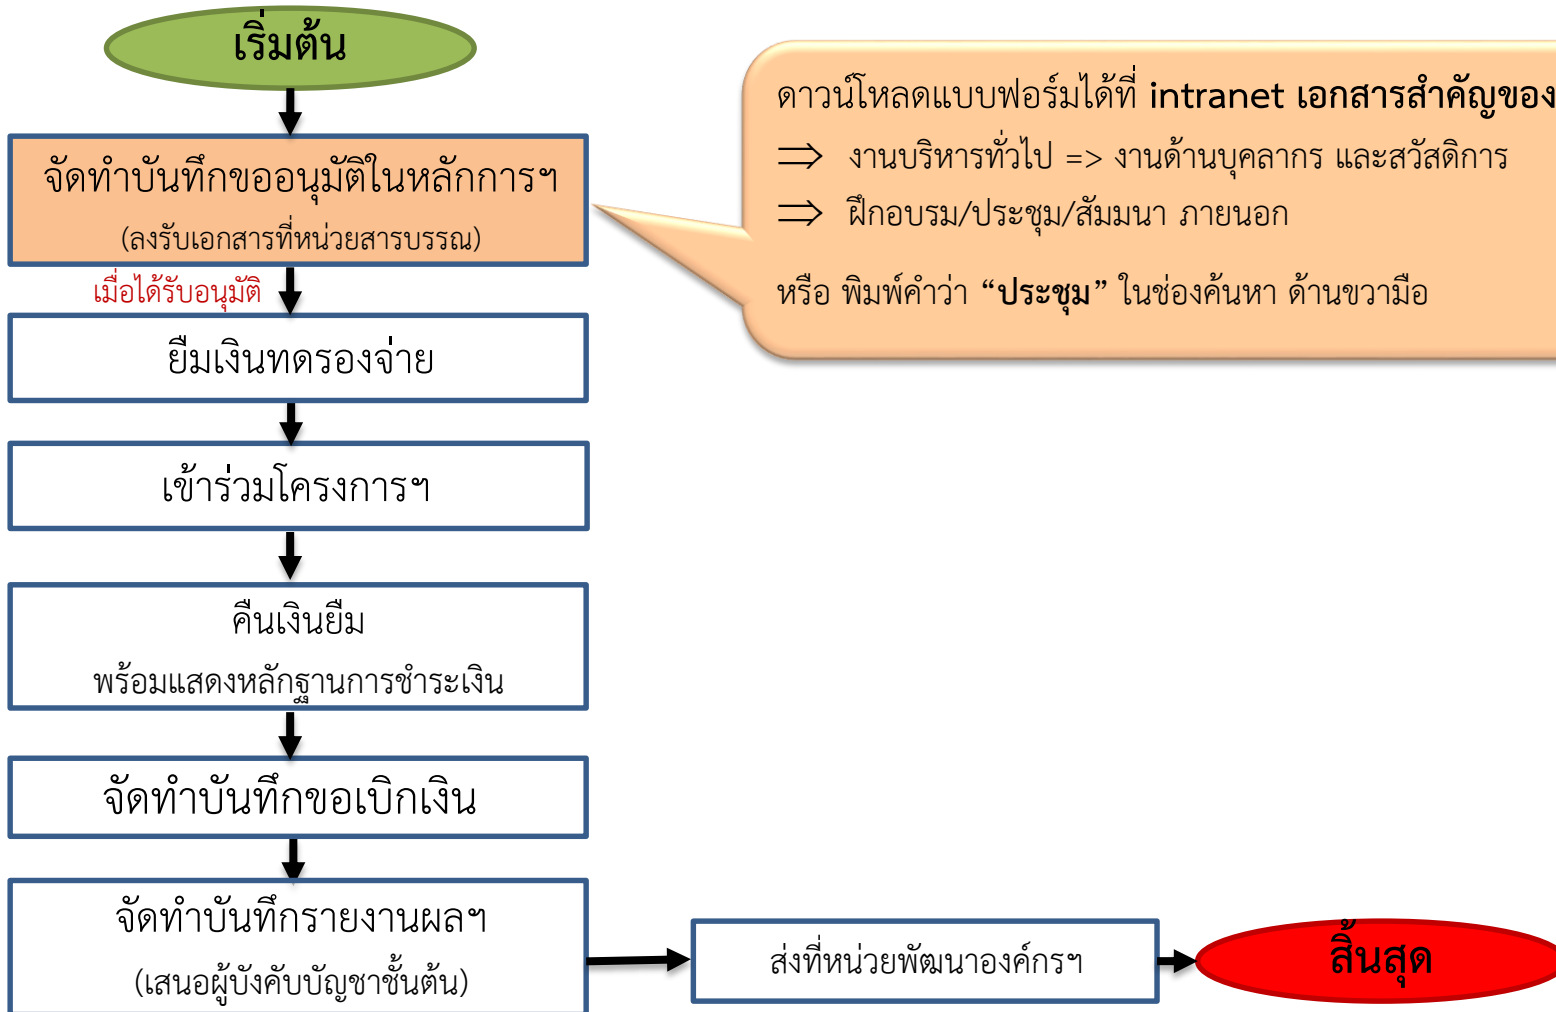 เริ่มต้น
จัดทำบันทึกขออนุมัติในหลักการฯ
(ลงรับเอกสารที่หน่วยสารบรรณ)
เมื่อได้รับอนุมัติ
ยืมเงินทดรองจ่าย
เข้าร่วมโครงการฯ
คืนเงินยืม
พร้อมแสดงหลักฐานการชำระเงิน
จัดทำบันทึกขอเบิกเงิน
จัดทำบันทึกรายงานผลฯ
(เสนอผู้บังคับบัญชาชั้นต้น)
ส่งที่หน่วยพัฒนาองค์กรฯ
สิ้นสุด
ดาวน์โหลดแบบฟอร์มได้ที่ intranet เอกสารสำคัญของ
⇒ งานบริหารทั่วไป => งานด้านบุคลากร และสวัสดิการ
⇒ ฝึกอบรม/ประชุม/สัมมนา ภายนอก
หรือ พิมพ์คำว่า “ประชุม” ในช่องค้นหา ด้านขวามือ